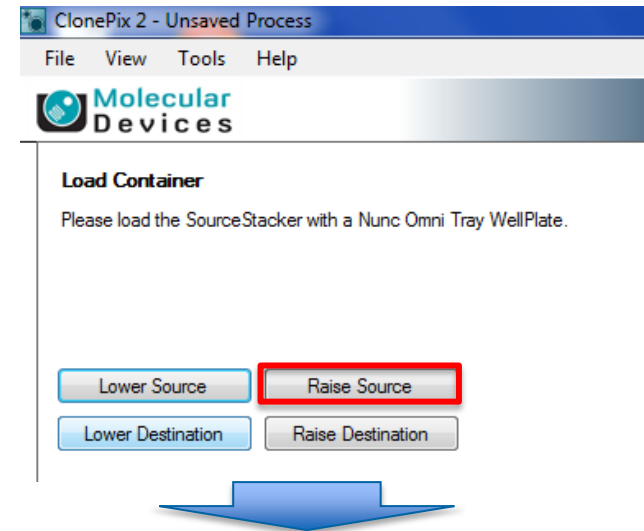 ClonePix 2 - Unsaved Process
File View Tools Help
Molecular
Devices
Load Container
Please load the SourceStacker with a Nunc Omni Tray WellPlate.
Lower Source Raise Source
Lower Destination Raise Destination